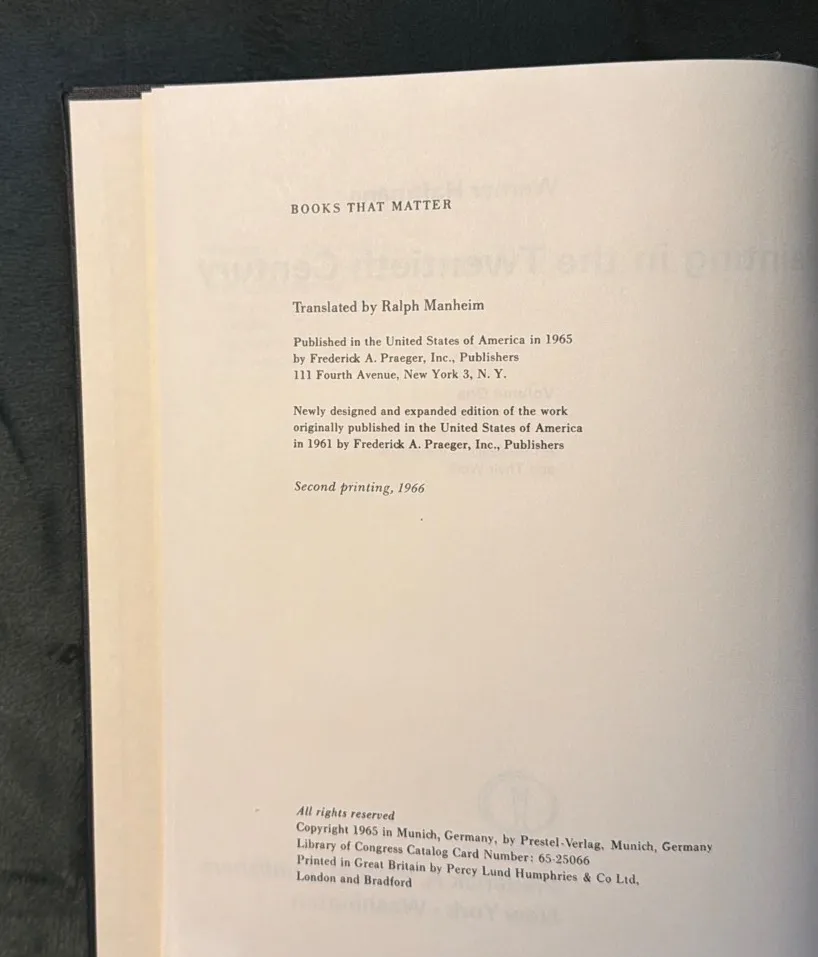 BOOKS THAT MATTER
Translated by Ralph Manheim
Published in the United States of America in 1965
by Frederick A. Praeger, Inc., Publishers
111 Fourth Avenue, New York 3, N. Y.
Newly designed and expanded edition of the work
originally published in the United States of America
in 1961 by Frederick A. Praeger, Inc., Publishers
Second printing, 1966
All rights reserved
Copyright 1965 in Munich, Germany, by Prestel-Verlag, Munich, Germany
Library of Congress Catalog Card Number: 65-25066
Printed in Great Britain by Percy Lund Humphries & Co Ltd,
London and Bradford